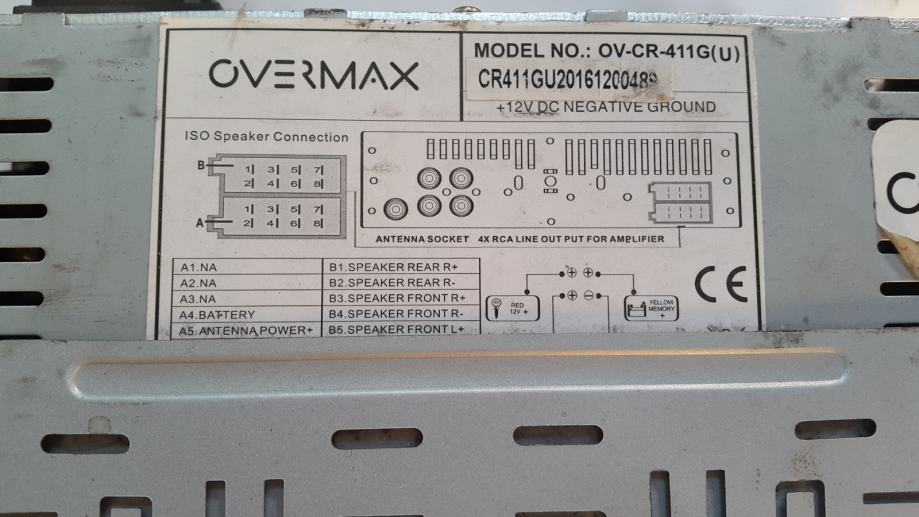 OVERMAX
MODEL NO.: OV-CR-411G(U)
CR411GU20161200489
+12V DC NEGATIVE GROUND
ISO Speaker Connection
B
1 3 5 7
2 4 6 8
A
1 3 5 7
2 4 6 8
ANTENNA SOCKET 4X RCA LINE OUT PUT FOR AMPLIFIER
A1.NA B1.SPEAKER REAR R+
A2.NA B2.SPEAKER REAR R-
A3.NA B3.SPEAKER FRONT R+
A4.BATTERY B4.SPEAKER FRONT R-
A5.ANTENNA POWER+ B5.SPEAKER FRONT L+
RED
12V +
YELLOW
MEMORY
+
CE